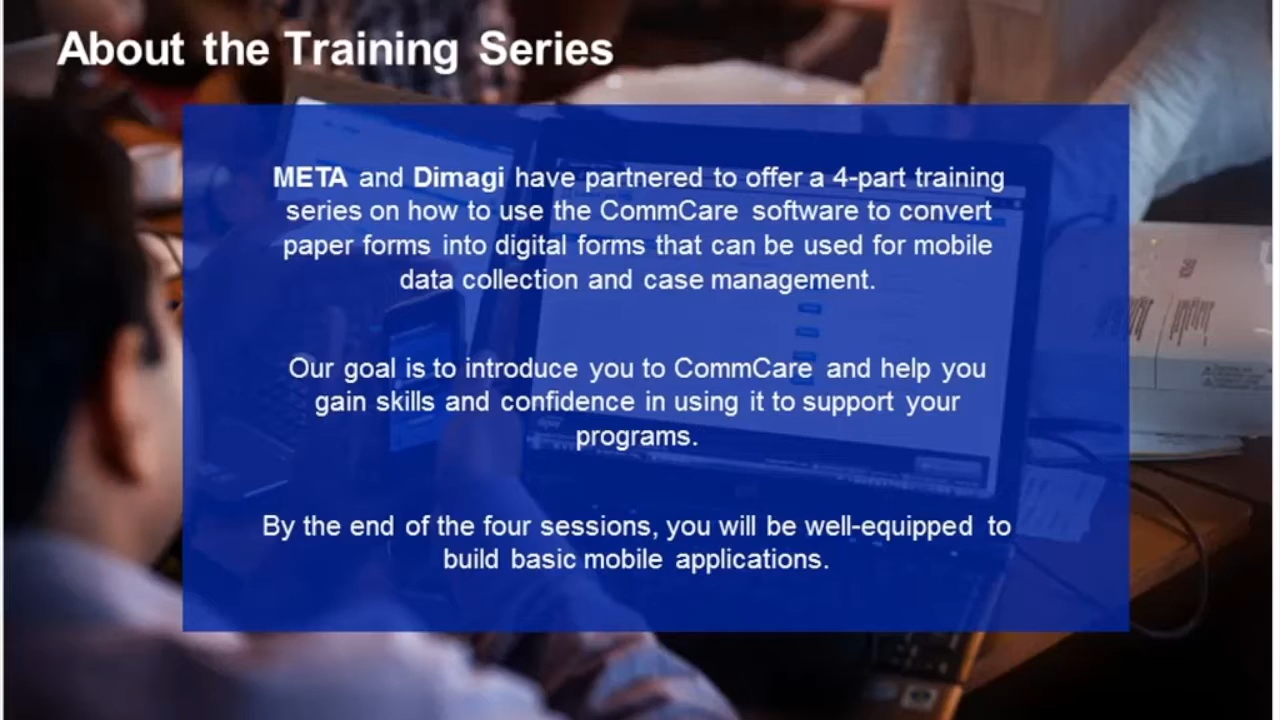 About the Training Series
META and Dimagi have partnered to offer a 4-part training
series on how to use the CommCare software to convert
paper forms into digital forms that can be used for mobile
data collection and case management.
Our goal is to introduce you to CommCare and help you
gain skills and confidence in using it to support your
programs.
By the end of the four sessions, you will be well-equipped to
build basic mobile applications.